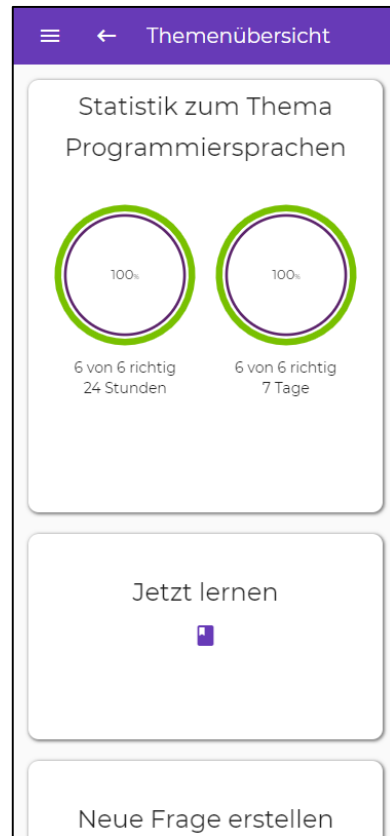 Themenübersicht
Statistik zum Thema
Programmiersprachen
100%
100%
6 von 6 richtig
24 Stunden
6 von 6 richtig
7 Tage
Jetzt lernen
Neue Frage erstellen